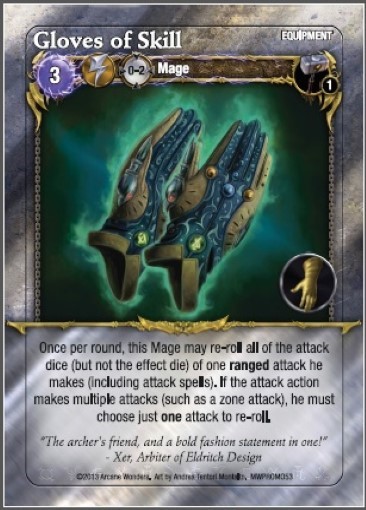 Gloves of Skill
EQUIPMENT
3
0-2
Mage
1
Once per round, this Mage may re-roll all of the attack
dice (but not the effect die) of one ranged attack he
makes (including attack spells). If the attack action
makes multiple attacks (such as a zone attack), he must
choose just one attack to re-roll.
"The archer's friend, and a bold fashion statement in one!"
- Xer, Arbiter of Eldritch Design
©2013 Arcane Wonders. Art by Andrea Tentori Montalto. MWPROMO53